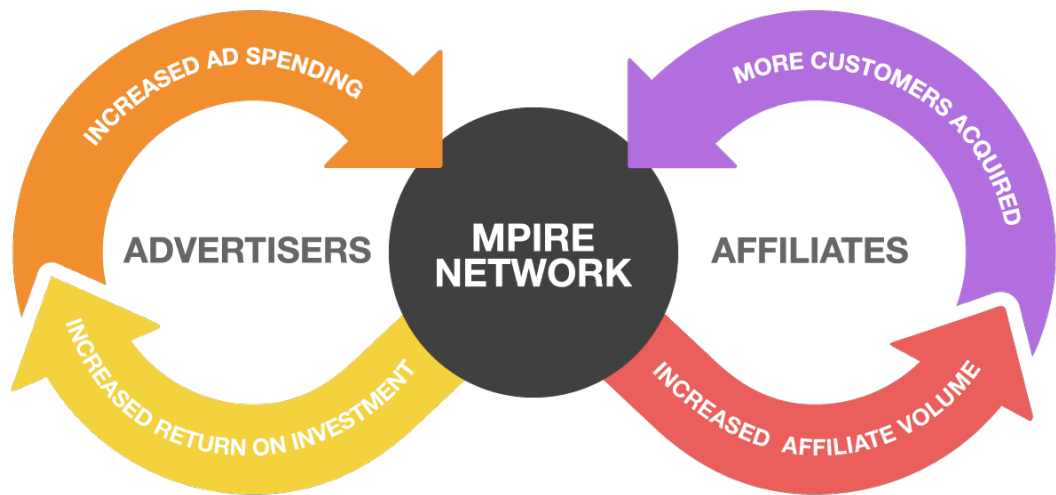 INCREASED AD SPENDING
MORE CUSTOMERS ACQUIRED
ADVERTISERS
MPIRE
NETWORK
AFFILIATES
INCREASED RETURN ON INVESTMENT
INCREASED AFFILIATE VOLUME